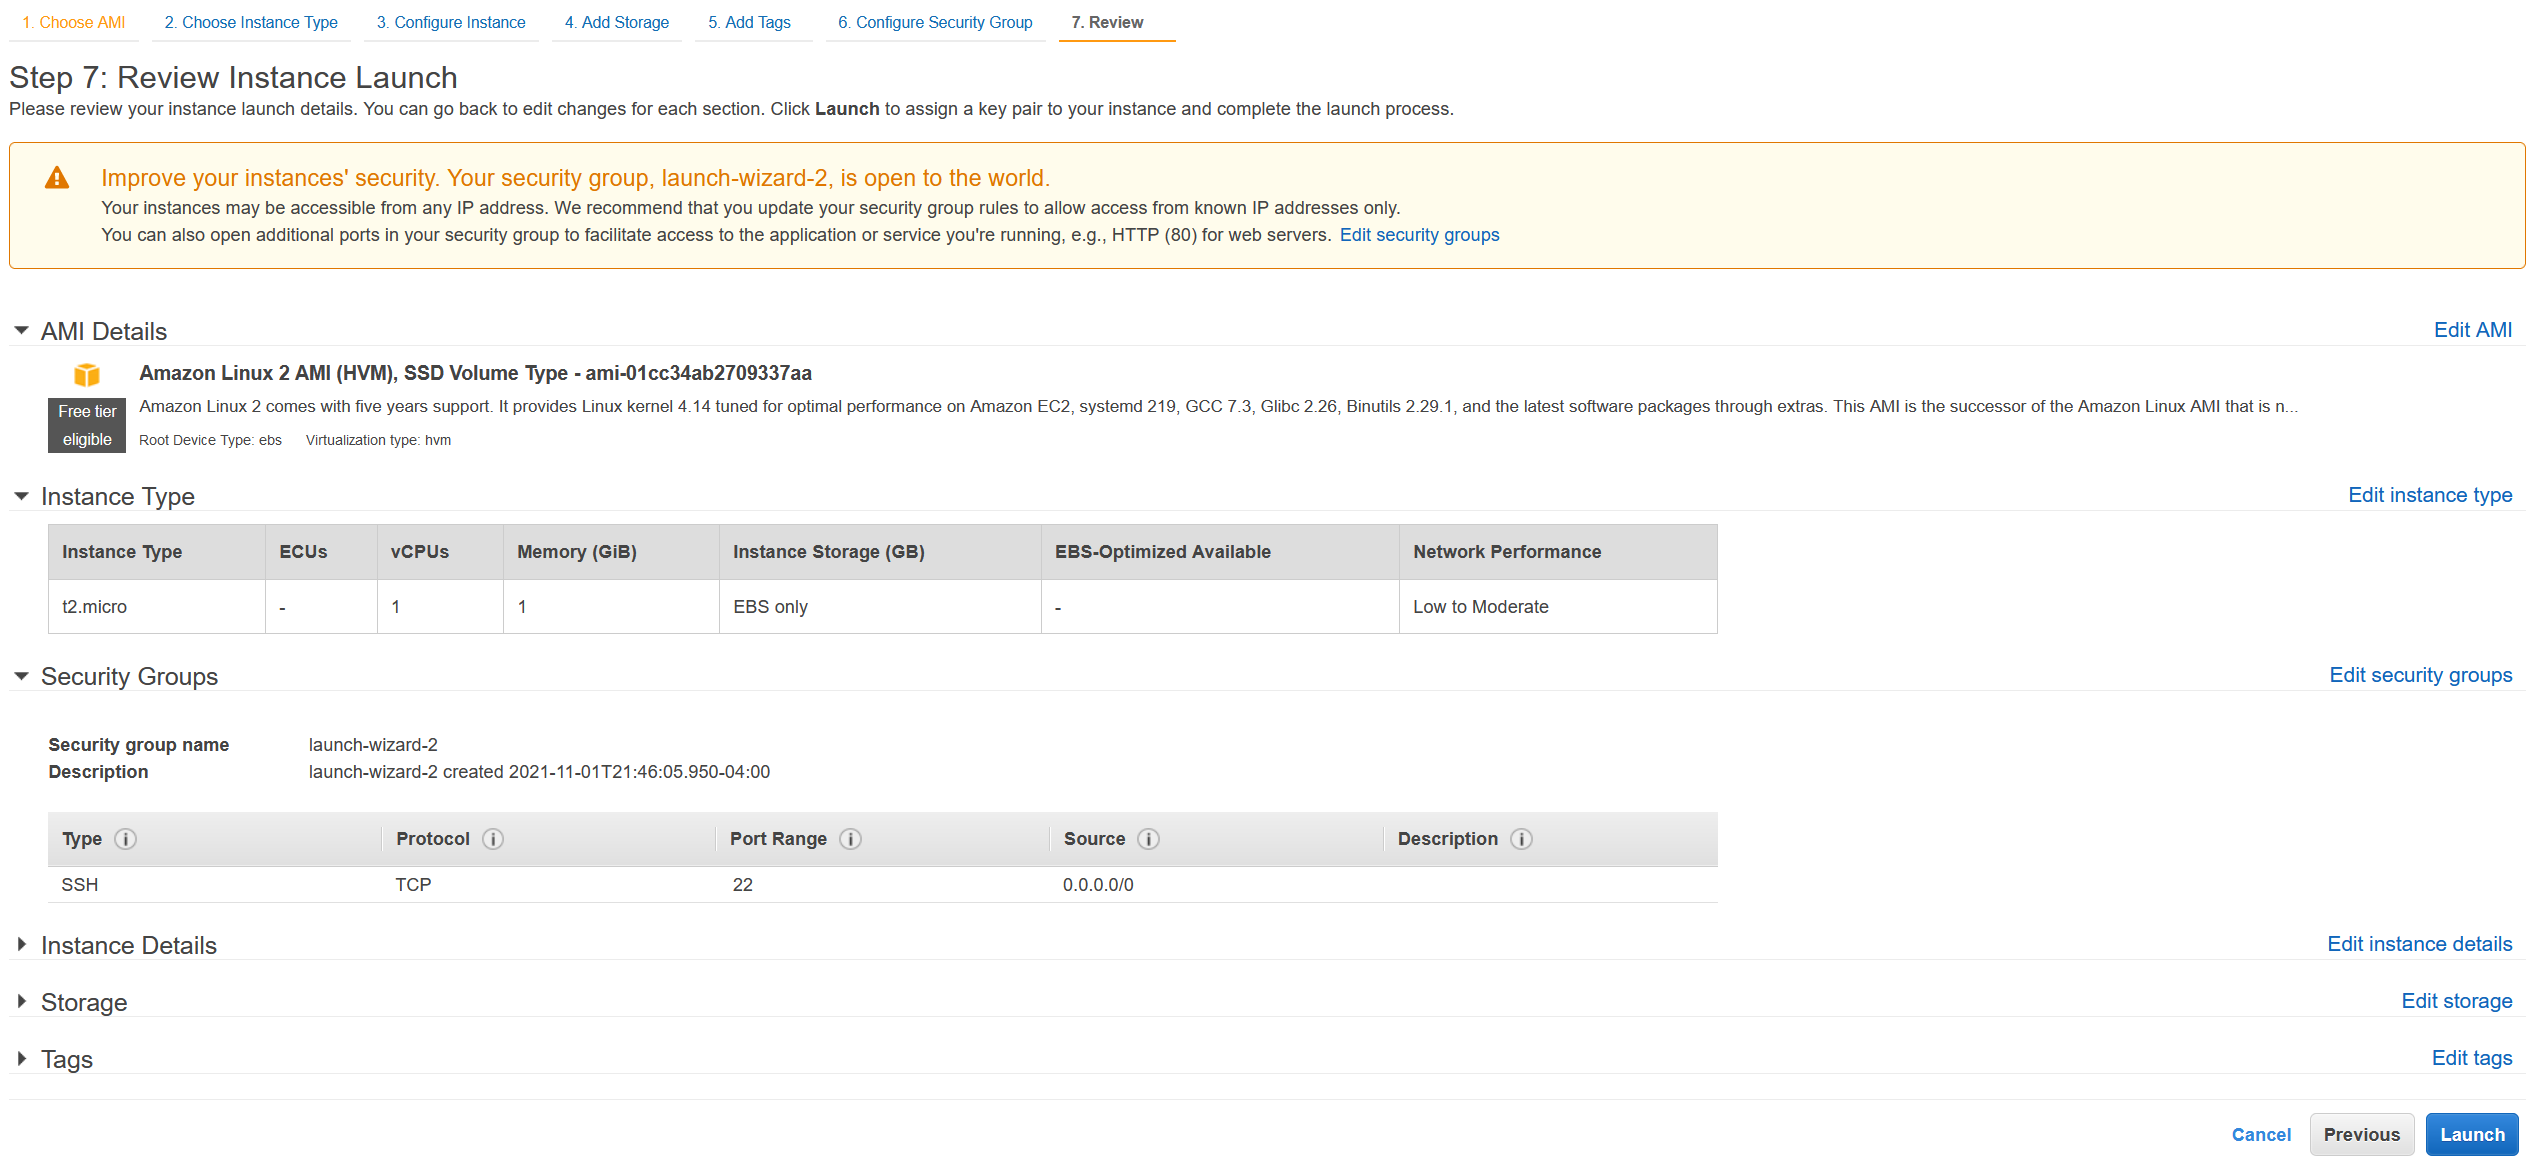 1. Choose AMI 2. Choose Instance Type 3. Configure Instance 4. Add Storage 5. Add Tags 6. Configure Security Group 7. Review
Step 7: Review Instance Launch
Please review your instance launch details. You can go back to edit changes for each section. Click Launch to assign a key pair to your instance and complete the launch process.
Improve your instances' security. Your security group, launch-wizard-2, is open to the world.
Your instances may be accessible from any IP address. We recommend that you update your security group rules to allow access from known IP addresses only.
You can also open additional ports in your security group to facilitate access to the application or service you're running, e.g., HTTP (80) for web servers. Edit security groups
AMI Details Edit AMI
Amazon Linux 2 AMI (HVM), SSD Volume Type - ami-01cc34ab2709337aa
Free tier eligible
Amazon Linux 2 comes with five years support. It provides Linux kernel 4.14 tuned for optimal performance on Amazon EC2, systemd 219, GCC 7.3, Glibc 2.26, Binutils 2.29.1, and the latest software packages through extras. This AMI is the successor of the Amazon Linux AMI that is n...
Root Device Type: ebs Virtualization type: hvm
Instance Type Edit instance type
Instance Type ECUs vCPUs Memory (GiB) Instance Storage (GB) EBS-Optimized Available Network Performance
t2.micro - 1 1 EBS only - Low to Moderate
Security Groups Edit security groups
Security group name launch-wizard-2
Description launch-wizard-2 created 2021-11-01T21:46:05.950-04:00
Type Protocol Port Range Source Description
SSH TCP 22 0.0.0.0/0
Instance Details Edit instance details
Storage Edit storage
Tags Edit tags
Cancel Previous Launch